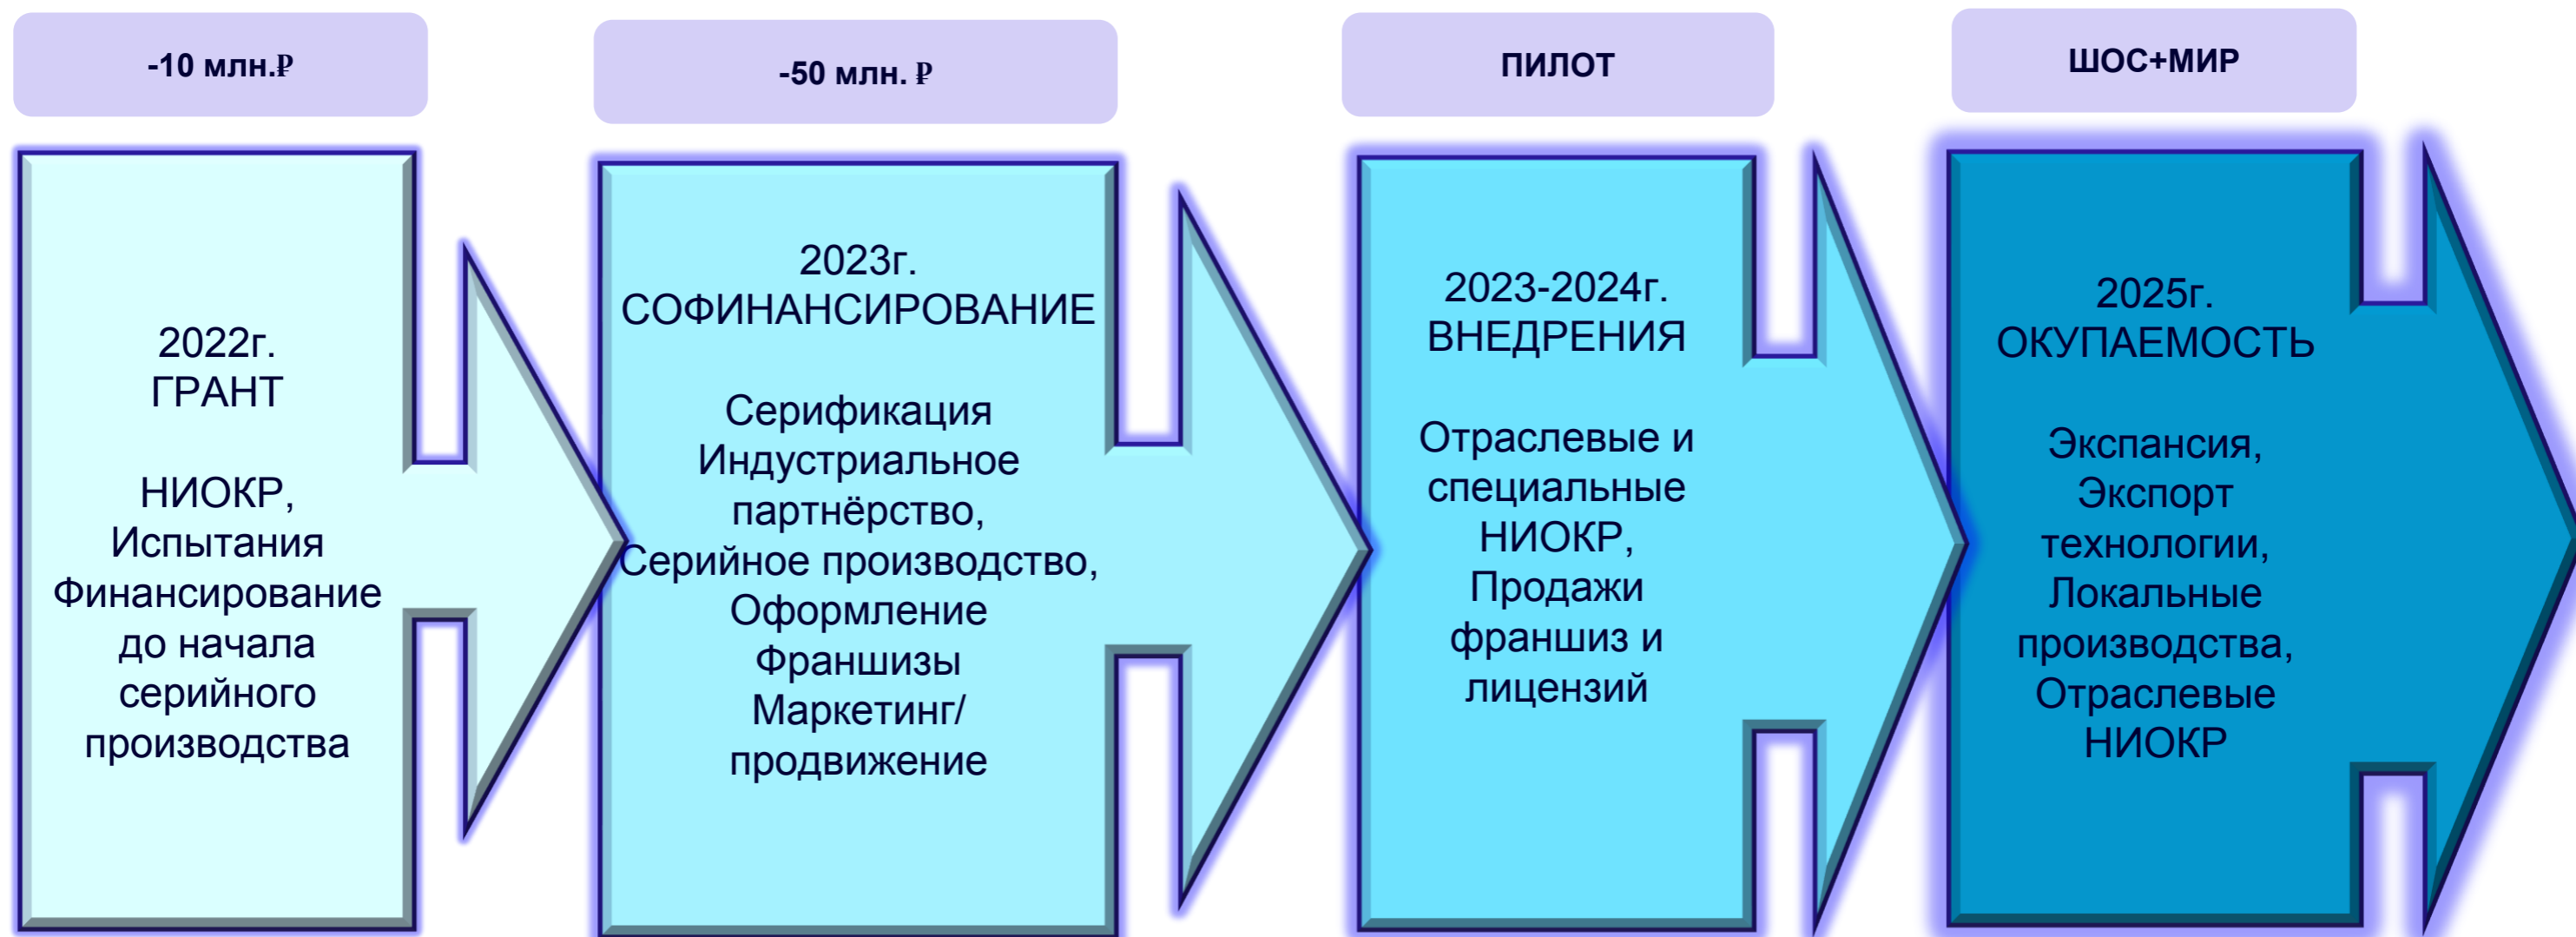 -10 млн.₽
-50 млн. ₽
ПИЛОТ
ШОС+МИР
2022г.
ГРАНТ
НИОКР,
Испытания
Финансирование
до начала
серийного
производства
2023г.
СОФИНАНСИРОВАНИЕ
Серификация
Индустриальное
партнёрство,
Серийное производство,
Оформление
Франшизы
Маркетинг/
продвижение
2023-2024г.
ВНЕДРЕНИЯ
Отраслевые и
специальные
НИОКР,
Продажи
франшиз и
лицензий
2025г.
ОКУПАЕМОСТЬ
Экспансия,
Экспорт
технологии,
Локальные
производства,
Отраслевые
НИОКР